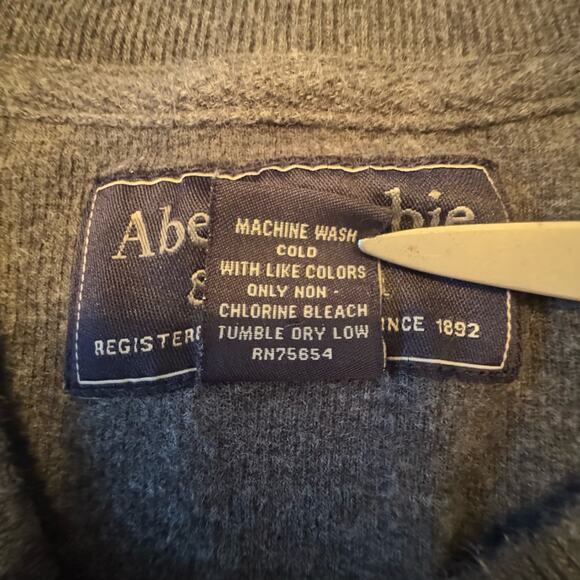 Abe bie
&
REGISTERE INCE 1892
MACHINE WASH
COLD
WITH LIKE COLORS
ONLY NON -
CHLORINE BLEACH
TUMBLE DRY LOW
RN75654